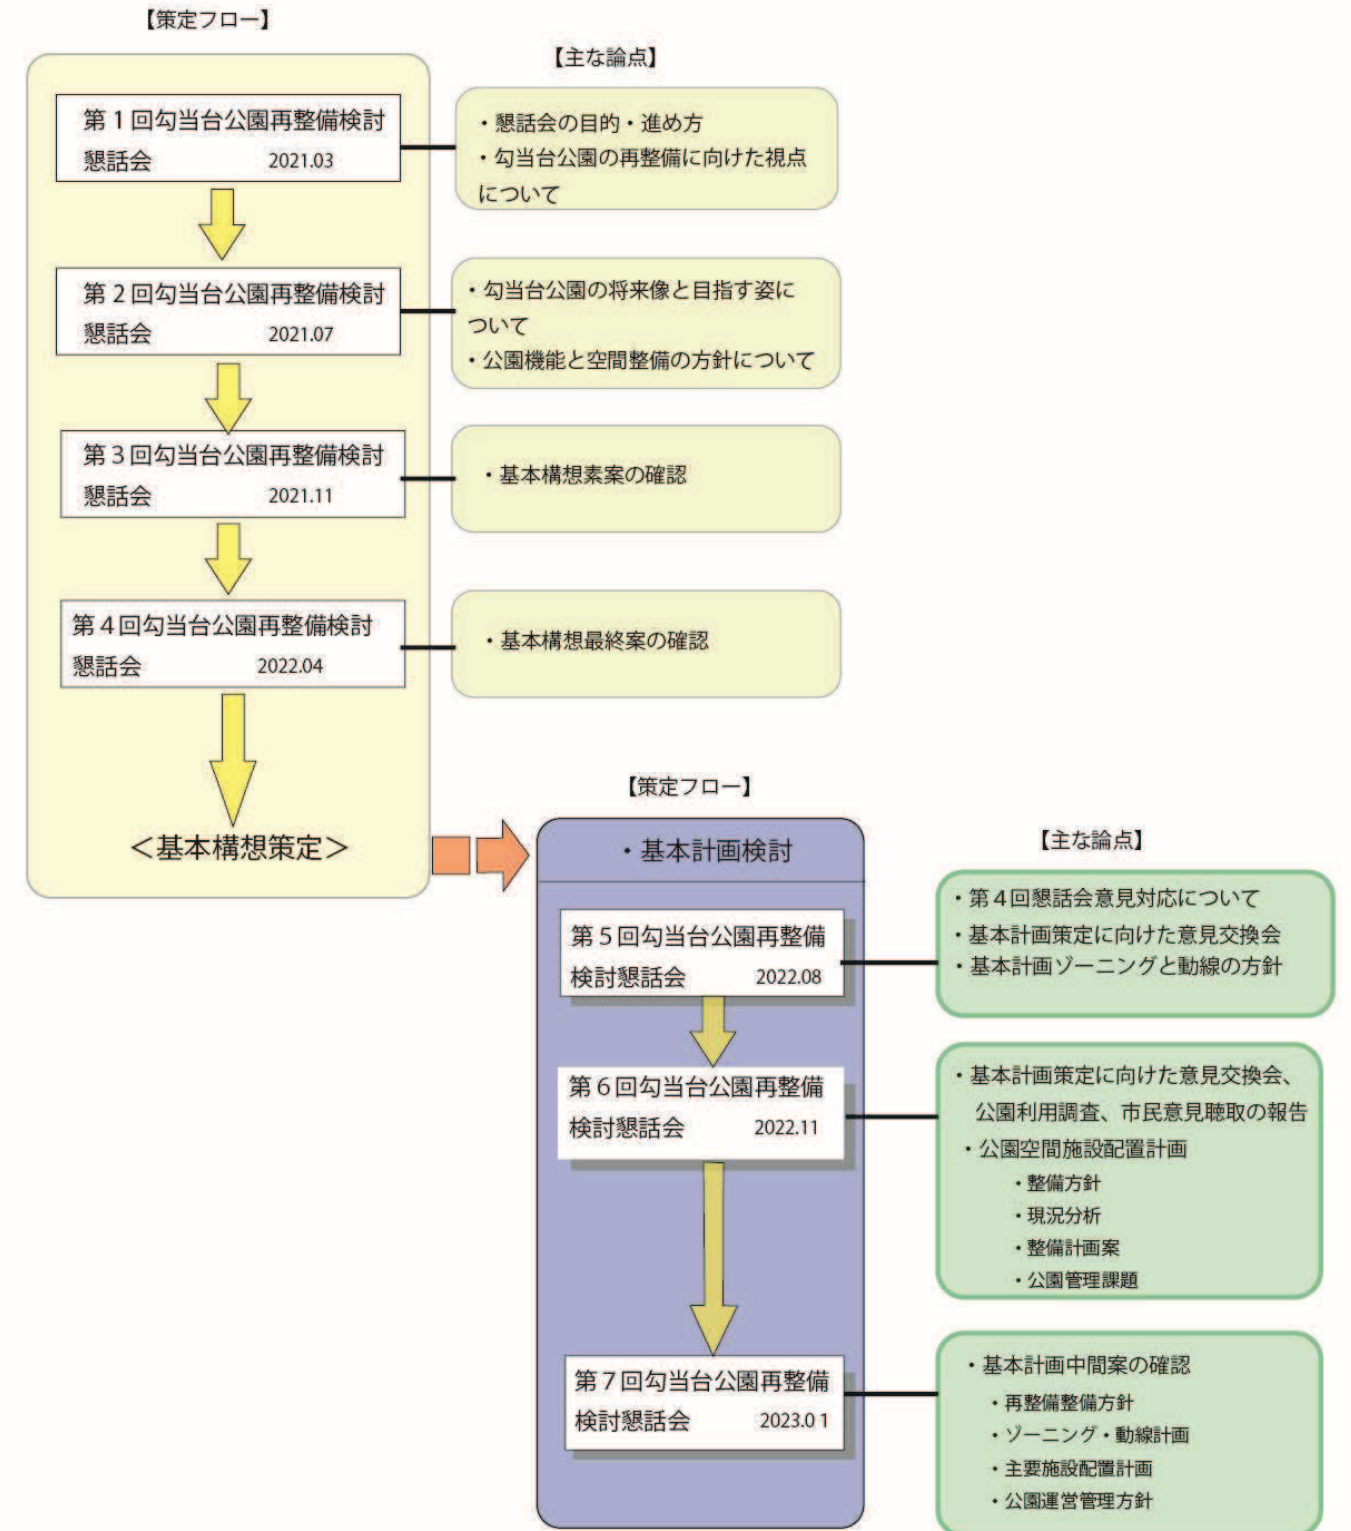 【策定フロー】
【主な論点】
第1回勾当台公園再整備検討
懇話会 2021.03
・懇話会の目的・進め方
・勾当台公園の再整備に向けた視点
について
第2回勾当台公園再整備検討
懇話会 2021.07
・勾当台公園の将来像と目指す姿に
ついて
・公園機能と空間整備の方針について
第3回勾当台公園再整備検討
懇話会 2021.11
・基本構想素案の確認
第4回勾当台公園再整備検討
懇話会 2022.04
・基本構想最終案の確認
＜基本構想策定＞
【策定フロー】
・基本計画検討
【主な論点】
第5回勾当台公園再整備
検討懇話会 2022.08
・第4回懇話会意見対応について
・基本計画策定に向けた意見交換会
・基本計画ゾーニングと動線の方針
第6回勾当台公園再整備
検討懇話会 2022.11
・基本計画策定に向けた意見交換会、
公園利用調査、市民意見聴取の報告
・公園空間施設配置計画
・整備方針
・現況分析
・整備計画案
・公園管理課題
第7回勾当台公園再整備
検討懇話会 2023.0 1
・基本計画中間案の確認
・再整備整備方針
・ゾーニング・動線計画
・主要施設配置計画
・公園運営管理方針